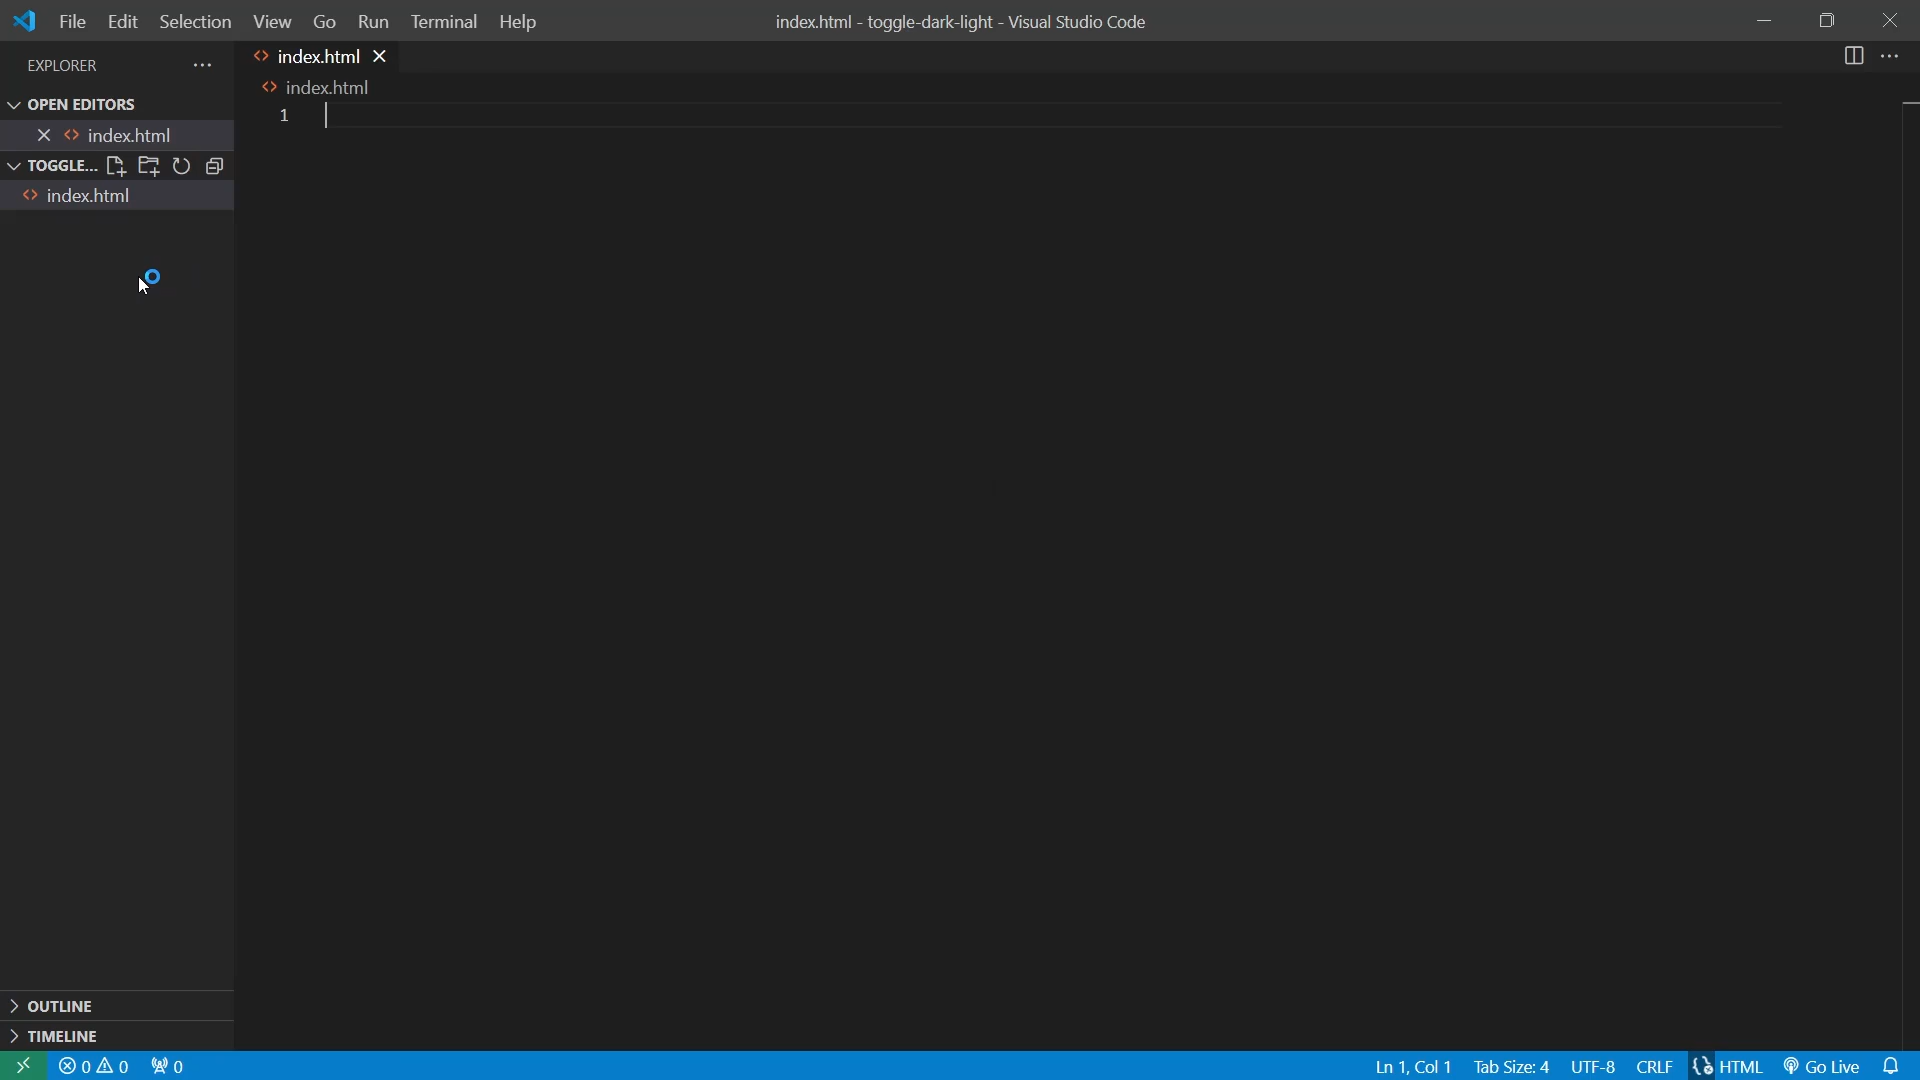 File Edit Selection View Go Run Terminal Help
index.html - toggle-dark-light - Visual Studio Code
EXPLORER
index.html
index.html
OPEN EDITORS
index.html
TOGGLE...
index.html
1
OUTLINE
TIMELINE
0 0 0
Ln 1, Col 1 Tab Size: 4 UTF-8 CRLF HTML Go Live